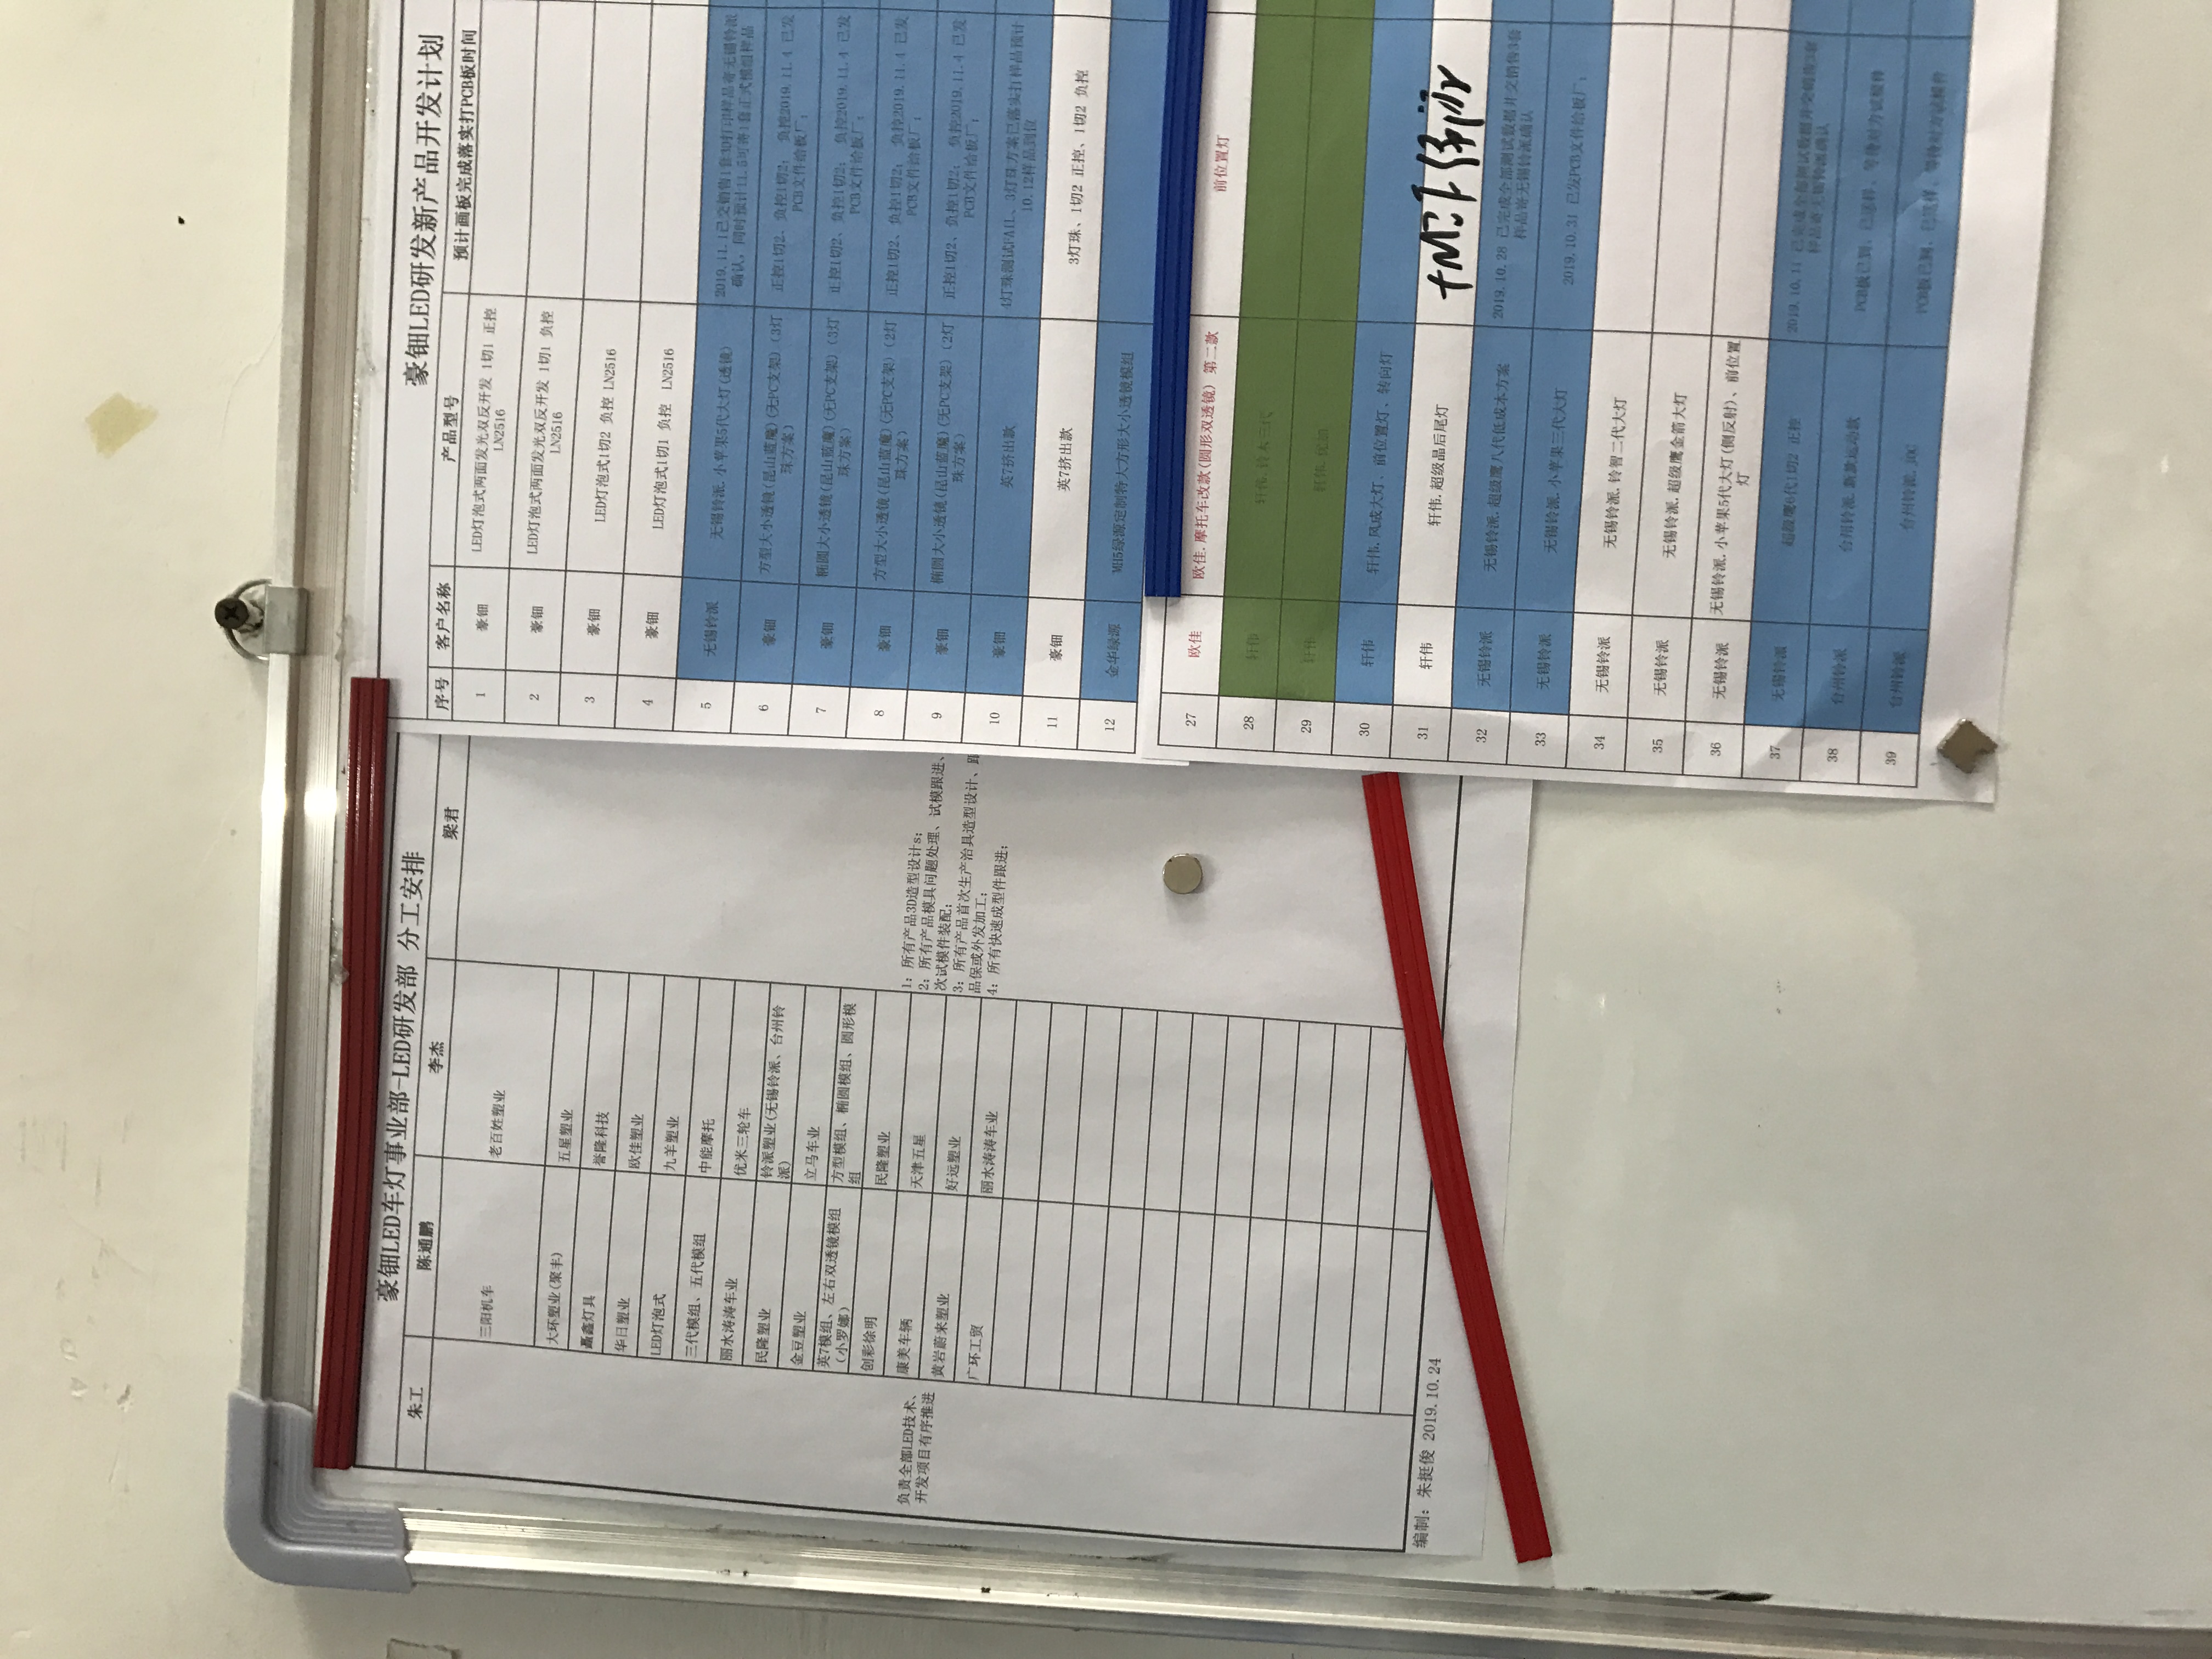 豪钿LED车灯事业部-LED研发部 分工安排
朱工 陈通鹏 李杰 梁君
负责全部LED技术、
开发项目有序推进
三阳机车 老百姓塑业
大环塑业(聚丰) 五星塑业
矗鑫灯具 誉隆科技
华日塑业 欧佳塑业
LED灯泡式 九羊塑业
三代模组、五代模组 中能摩托
丽水涛涛车业 优米三轮车
民隆塑业 铃派塑业(无锡铃派、台州铃
派)
金豆塑业 立马车业
英7模组、左右双透镜模组
(小罗娜)
方型模组、椭圆模组、圆形模
组
创彩徐明 民隆塑业
康美车辆 天津五星
黄岩蔚来塑业 好远塑业
广环工贸 丽水涛涛车业
1：所有产品3D造型设计s；
2：所有产品模具问题处理、试模跟进、
次试模件装配；
3：所有产品首次生产治具造型设计、跟
品保或外发加工；
4：所有快速成型件跟进；
编制：朱挺俊 2019.10.24
豪钿LED研发新产品开发计划
序号 客户名称 产品型号 预计画板完成落实打PCB板时间
1 豪钿 LED灯泡式两面发光双反开发 1切1 正控
LN2516
2 豪钿 LED灯泡式两面发光双反开发 1切1 负控
LN2516
3 豪钿 LED灯泡式1切2 负控 LN2516
4 豪钿 LED灯泡式1切1 负控 LN2516
5 无锡铃派 无锡铃派.小苹果5代大灯(透镜) 2019.11.1已交销售1套3D打印样品寄无锡铃派
确认，同时预计11.5可寄1套正式模组样品
6 豪钿 方型大小透镜(昆山蓝魔)(无PC支架)（3灯
珠方案） 正控1切2、负控1切2； 负控2019.11.4 已发
PCB文件给板厂；
7 豪钿 椭圆大小透镜(昆山蓝魔)(无PC支架)（3灯
珠方案） 正控1切2、负控1切2； 负控2019.11.4 已发
PCB文件给板厂；
8 豪钿 方型大小透镜(昆山蓝魔)(无PC支架)（2灯
珠方案） 正控1切2、负控1切2； 负控2019.11.4 已发
PCB文件给板厂；
9 豪钿 椭圆大小透镜(昆山蓝魔)(无PC支架)（2灯
珠方案） 正控1切2、负控1切2； 负控2019.11.4 已发
PCB文件给板厂；
10 豪钿 英7挤出款 4灯珠测试FAIL、3灯珠方案已落实打样品预计
10.12样品到位
11 豪钿 英7挤出款 3灯珠、1切2 正控、1切2 负控
12 金华绿源 MH5绿源定制特大方形大小透镜模组
27 欧佳 欧佳.摩托车改款(圆形双透镜) 第二款 前位置灯
28 轩伟 轩伟.铃木三代
29 轩伟 轩伟.优加
30 轩伟 轩伟.风成大灯、前位置灯、转向灯
31 轩伟 轩伟.超级晶后尾灯
32 无锡铃派 无锡铃派.超级鹰八代低成本方案 2019.10.28 已完成全部测试数据并交销售3套
样品寄无锡铃派确认
33 无锡铃派 无锡铃派.小苹果三代大灯 2019.10.31 已发PCB文件给板厂；
34 无锡铃派 无锡铃派.铃智二代大灯
35 无锡铃派 无锡铃派.超级鹰金箭大灯
36 无锡铃派 无锡铃派.小苹果5代大灯(侧反射)、前位置
灯
37 无锡铃派 超级鹰6代1切2 正控 2019.10.11 已完成全部测试数据并交销售3套
样品寄无锡铃派确认
38 台州铃派 台州铃派.新款运动款 PCB板已到，已送样，等待对方试模件
39 台州铃派 台州铃派.JOC PCB板已到，已送样，等待对方试模件